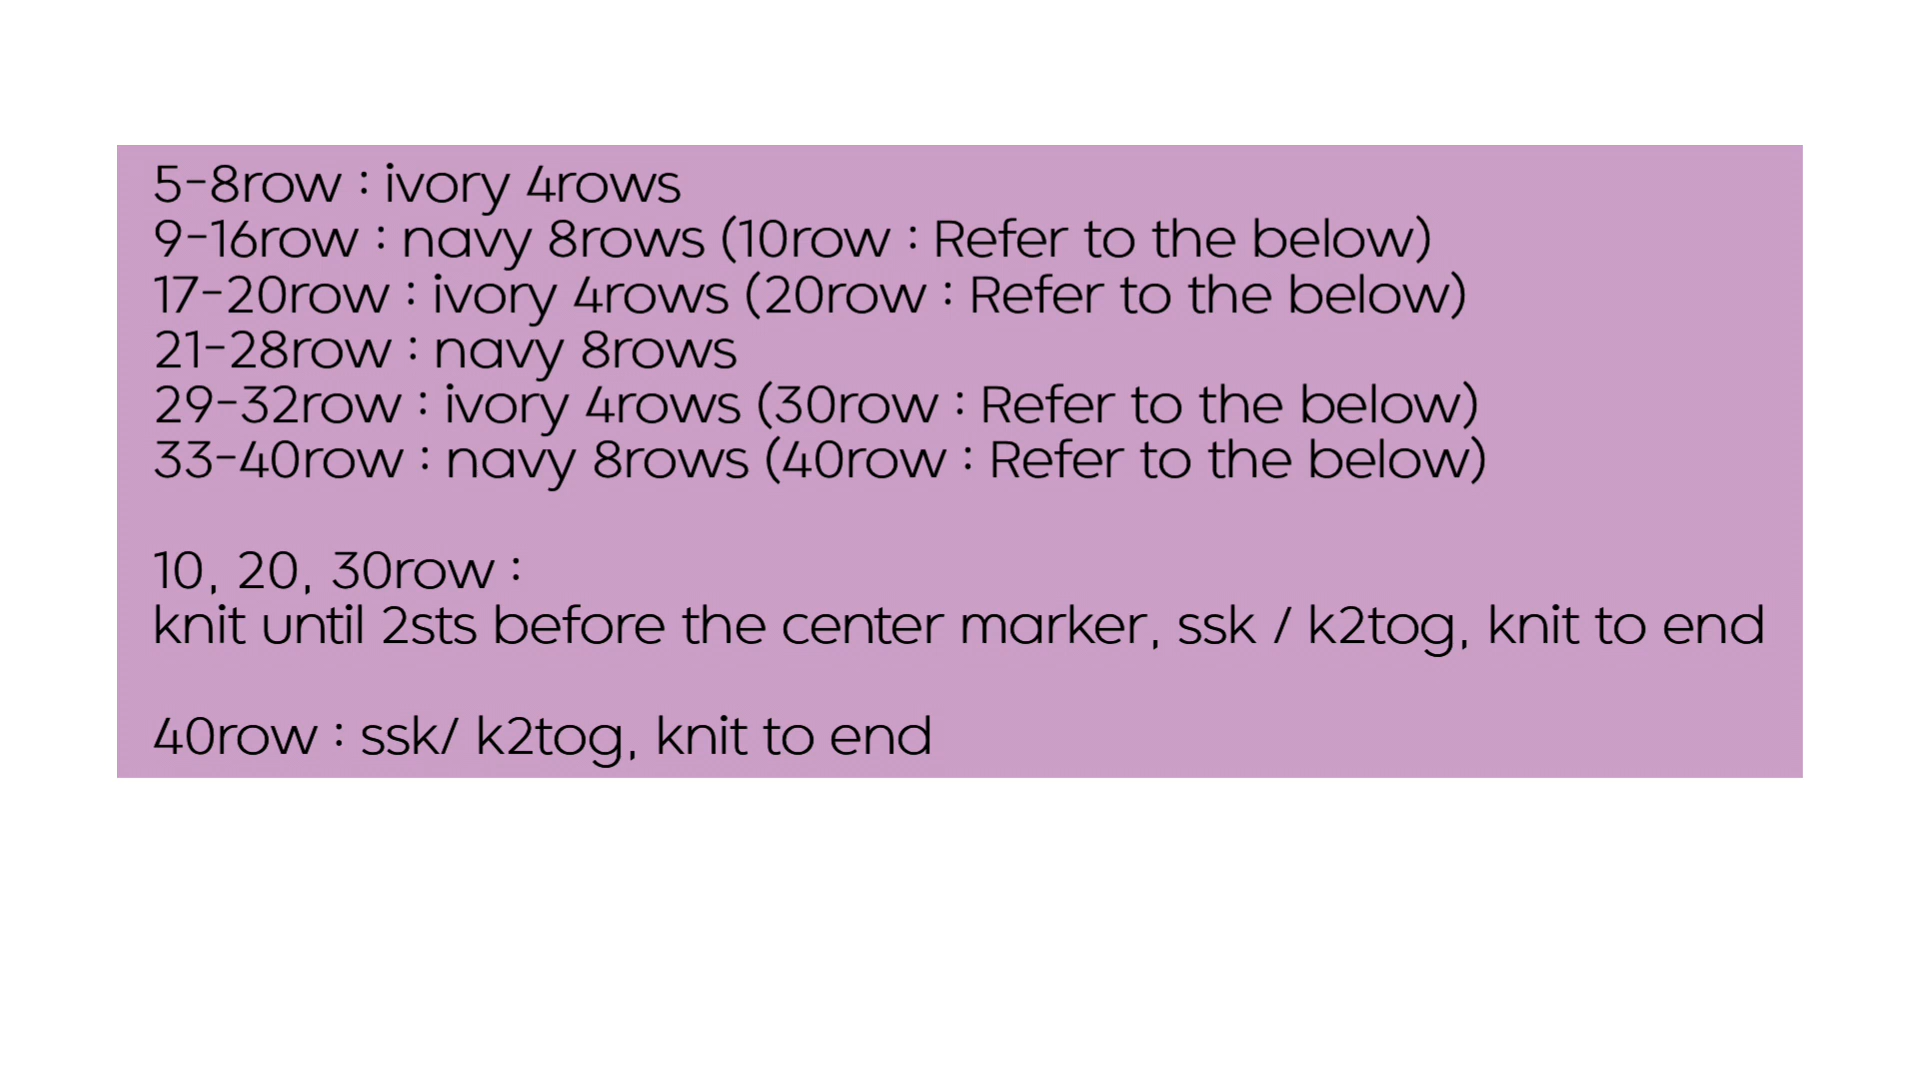 5-8row : ivory 4rows
9-16row : navy 8rows (10row : Refer to the below)
17-20row : ivory 4rows (20row : Refer to the below)
21-28row : navy 8rows
29-32row : ivory 4rows (30row : Refer to the below)
33-40row : navy 8rows (40row : Refer to the below)
10, 20, 30row :
knit until 2sts before the center marker, ssk / k2tog, knit to end
40row : ssk/ k2tog, knit to end